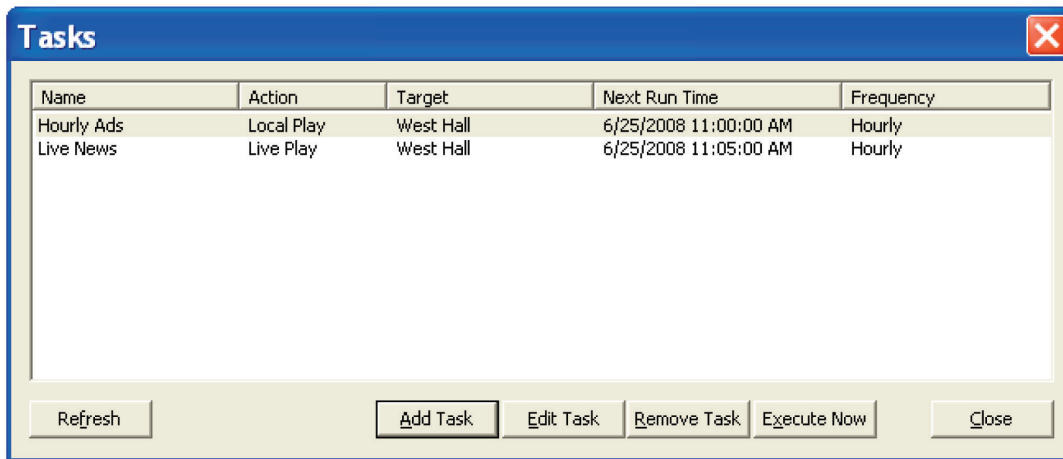 Tasks
Name Action Target Next Run Time Frequency
Hourly Ads Local Play West Hall 6/25/2008 11:00:00 AM Hourly
Live News Live Play West Hall 6/25/2008 11:05:00 AM Hourly
Refresh Add Task Edit Task Remove Task Execute Now Close